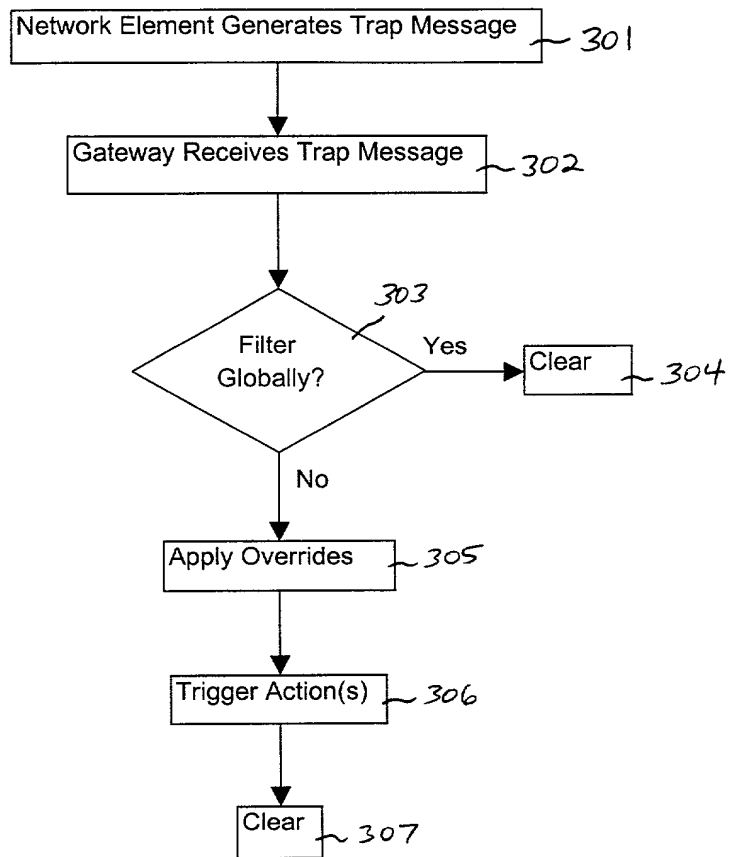 Network Element Generates Trap Message
301
Gateway Receives Trap Message
302
303
Filter
Globally?
Yes
Clear
304
No
Apply Overrides
305
Trigger Action(s)
306
Clear
307